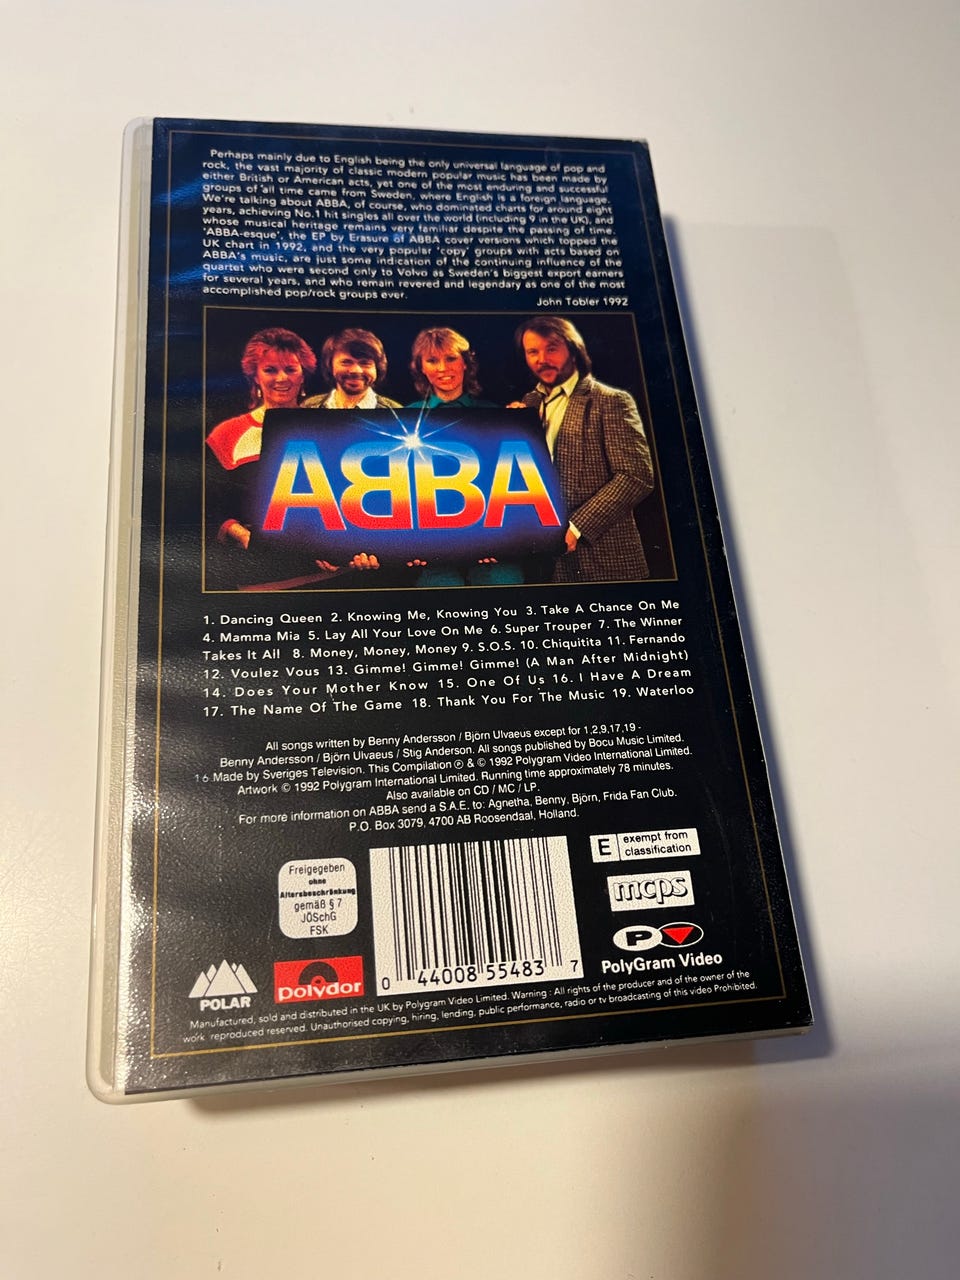 Perhaps mainly due to English being the only universal language of pop and
rock, the vast majority of classic modern popular music has been made by
either British or American acts, yet one of the most enduring and successful
groups of all time came from Sweden, where English is a foreign language.
We're talking about ABBA, of course, who dominated charts for around eight
years, achieving No.1 hit singles all over the world (including 9 in the UK), and
whose musical heritage remains very familiar despite the passing of time.
'ABBA-esque', the EP by Erasure of ABBA cover versions which topped the
UK chart in 1992, and the very popular 'copy' groups with acts based on
ABBA's music, are just some indication of the continuing influence of the
quartet who were second only to Volvo as Sweden's biggest export earners
for several years, and who remain revered and legendary as one of the most
accomplished pop/rock groups ever.
John Tobler 1992
ABBA
1. Dancing Queen 2. Knowing Me, Knowing You 3. Take A Chance On Me
4. Mamma Mia 5. Lay All Your Love On Me 6. Super Trouper 7. The Winner
Takes It All 8. Money, Money, Money 9. S.O.S. 10. Chiquitita 11. Fernando
12. Voulez Vous 13. Gimme! Gimme! Gimme! (A Man After Midnight)
14. Does Your Mother Know 15. One Of Us 16. I Have A Dream
17. The Name Of The Game 18. Thank You For The Music 19. Waterloo
All songs written by Benny Andersson / Björn Ulvaeus except for 1,2,9,17,19 -
Benny Andersson / Björn Ulvaeus / Stig Anderson. All songs published by Bocu Music Limited.
16 Made by Sveriges Television. This Compilation ℗ & © 1992 Polygram Video International Limited.
Artwork © 1992 Polygram International Limited. Running time approximately 78 minutes.
Also available on CD / MC / LP.
For more information on ABBA send a S.A.E. to: Agnetha, Benny, Björn, Frida Fan Club.
P.O. Box 3079, 4700 AB Roosendaal, Holland.
E exempt from
classification
Freigegeben
ohne
Altersbeschränkung
gemäß § 7
JÖSchG
FSK
mcps
P
PolyGram Video
0 44008 55483 7
POLAR
polydor
Manufactured, sold and distributed in the UK by Polygram Video Limited. Warning : All rights of the producer and of the owner of the
work reproduced reserved. Unauthorised copying, hiring, lending, public performance, radio or tv broadcasting of this video Prohibited.